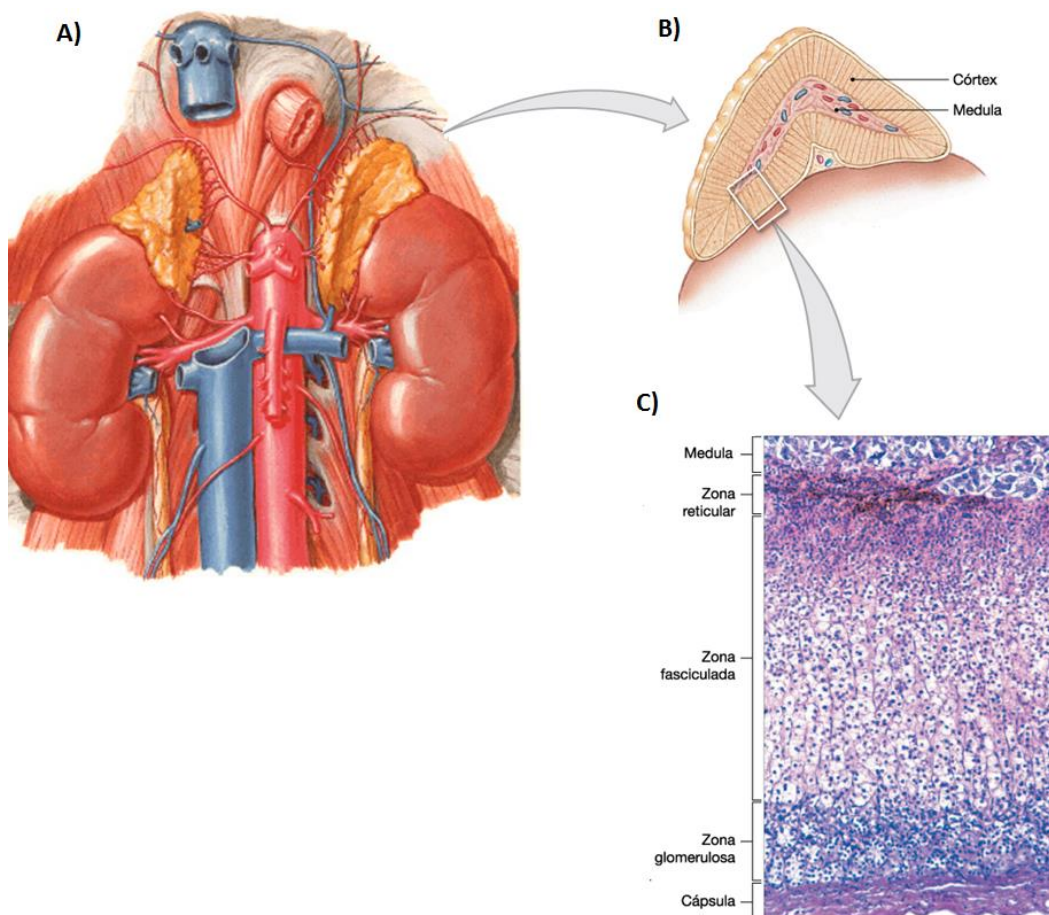 A)
B)
Córtex
Medula
C)
Medula
Zona
reticular
Zona
fasciculada
Zona
glomerulosa
Cápsula